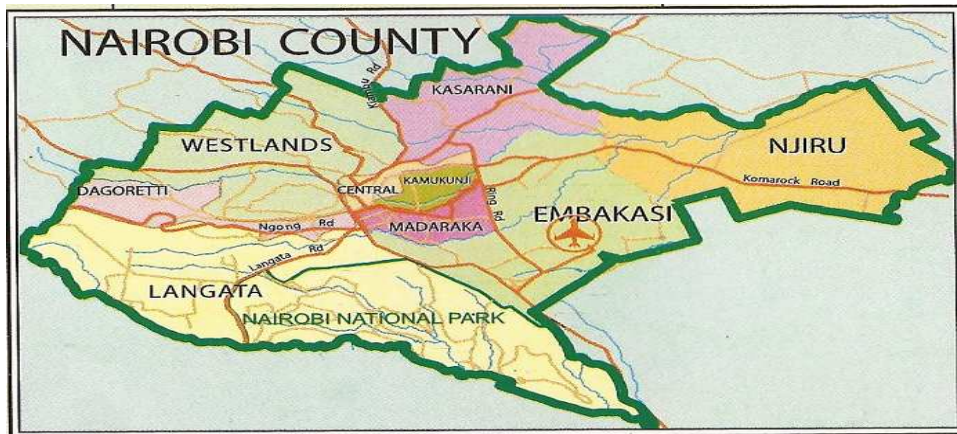 NAIROBI COUNTY
Kiambu Rd
KASARANI
WESTLANDS
NJIRU
DAGORETTI
CENTRAL
KAMUKUNJI
Komarock Road
Ring Rd
EMBAKASI
Ngong Rd
MADARAKA
Langata Rd
LANGATA
NAIROBI NATIONAL PARK